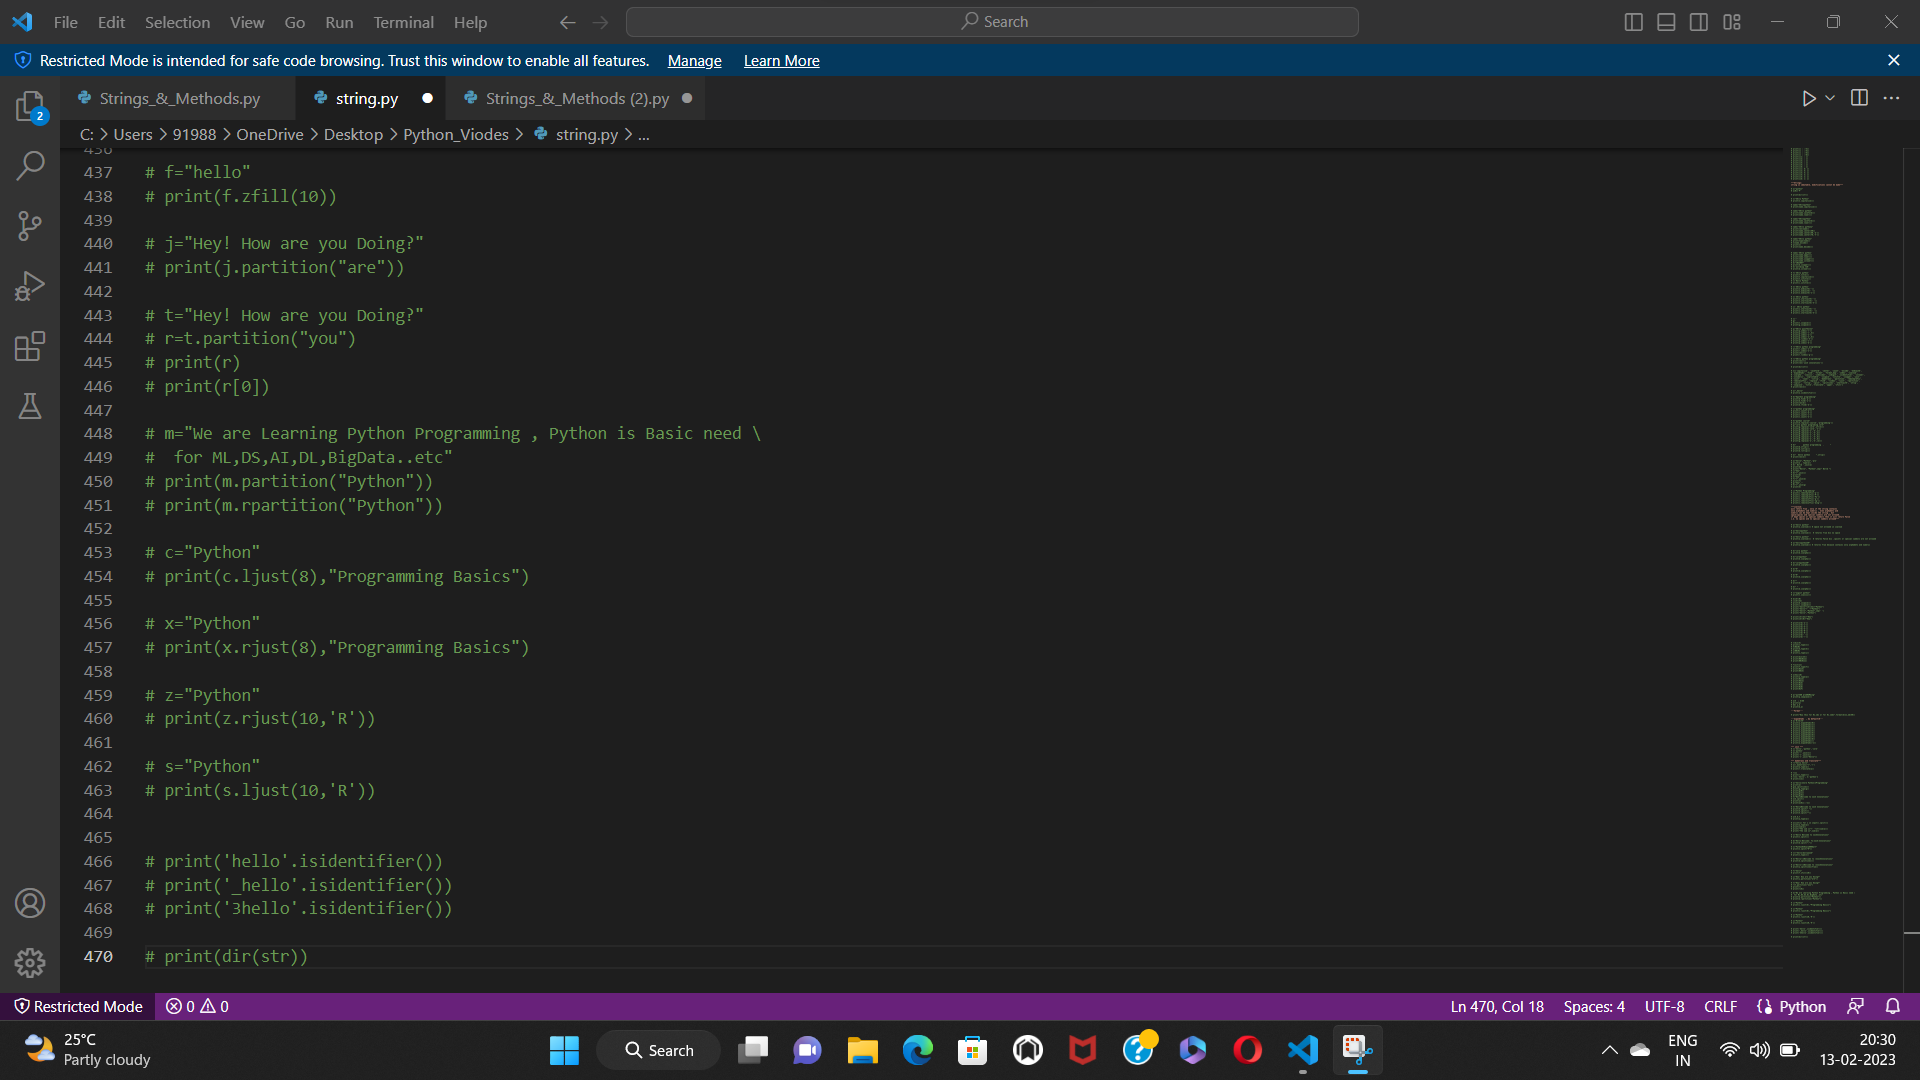 File Edit Selection View Go Run Terminal Help Search
Restricted Mode is intended for safe code browsing. Trust this window to enable all features. Manage Learn More
2 Strings_&_Methods.py string.py Strings_&_Methods (2).py
C: > Users > 91988 > OneDrive > Desktop > Python_Viodes > string.py > ...
436
437 # f="hello"
438 # print(f.zfill(10))
439
440 # j="Hey! How are you Doing?"
441 # print(j.partition("are"))
442
443 # t="Hey! How are you Doing?"
444 # r=t.partition("you")
445 # print(r)
446 # print(r[0])
447
448 # m="We are Learning Python Programming , Python is Basic need \
449 #  for ML,DS,AI,DL,BigData..etc"
450 # print(m.partition("Python"))
451 # print(m.rpartition("Python"))
452
453 # c="Python"
454 # print(c.ljust(8),"Programming Basics")
455
456 # x="Python"
457 # print(x.rjust(8),"Programming Basics")
458
459 # z="Python"
460 # print(z.rjust(10,'R'))
461
462 # s="Python"
463 # print(s.ljust(10,'R'))
464
465
466 # print('hello'.isidentifier())
467 # print('_hello'.isidentifier())
468 # print('3hello'.isidentifier())
469
470 # print(dir(str))
Restricted Mode 0 0 Ln 470, Col 18 Spaces: 4 UTF-8 CRLF Python
25°C
Partly cloudy
Search
ENG
IN
20:30
13-02-2023